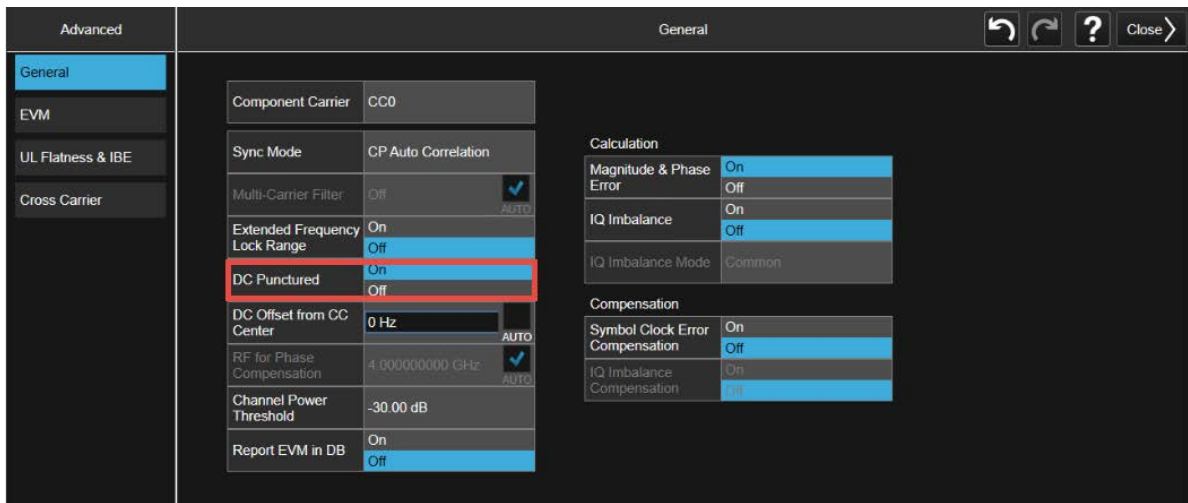 Advanced
General
?
Close
General
EVM
UL Flatness & IBE
Cross Carrier
Component Carrier CC0
Sync Mode CP Auto Correlation
Multi-Carrier Filter Off
AUTO
Extended Frequency
Lock Range
On
Off
DC Punctured
On
Off
DC Offset from CC
Center
0 Hz
AUTO
RF for Phase
Compensation
4.000000000 GHz
AUTO
Channel Power
Threshold
-30.00 dB
Report EVM in DB
On
Off
Calculation
Magnitude & Phase
Error
On
Off
IQ Imbalance
On
Off
IQ Imbalance Mode Common
Compensation
Symbol Clock Error
Compensation
On
Off
IQ Imbalance
Compensation
On
Off